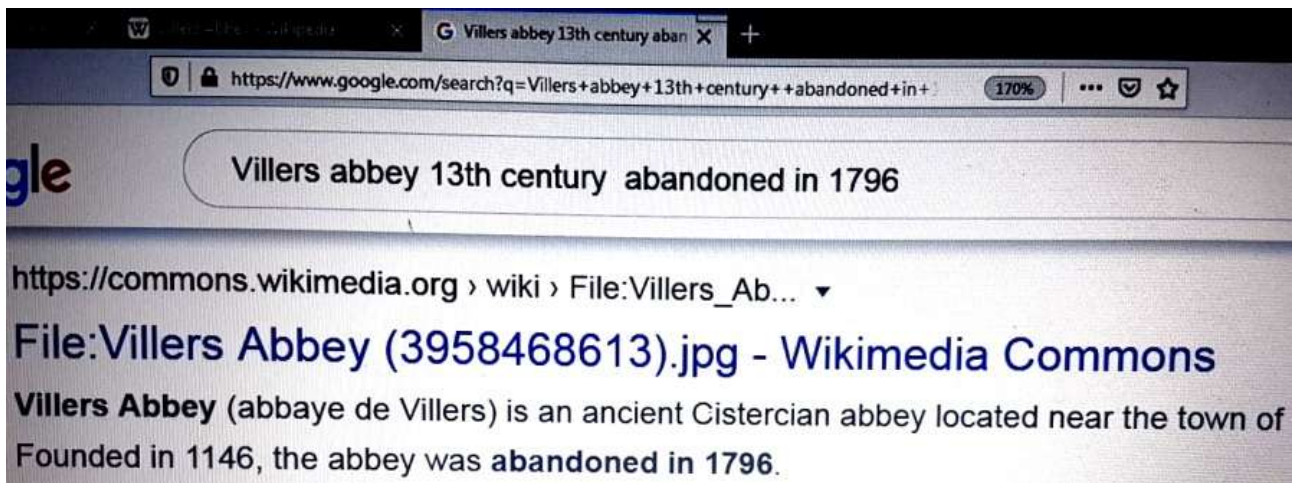 G Villers abbey 13th century aban
https://www.google.com/search?q=Villers+abbey+13th+century++abandoned+in+
170%
gle
Villers abbey 13th century  abandoned in 1796
https://commons.wikimedia.org › wiki › File:Villers_Ab...
File:Villers Abbey (3958468613).jpg - Wikimedia Commons
Villers Abbey (abbaye de Villers) is an ancient Cistercian abbey located near the town of
Founded in 1146, the abbey was abandoned in 1796.